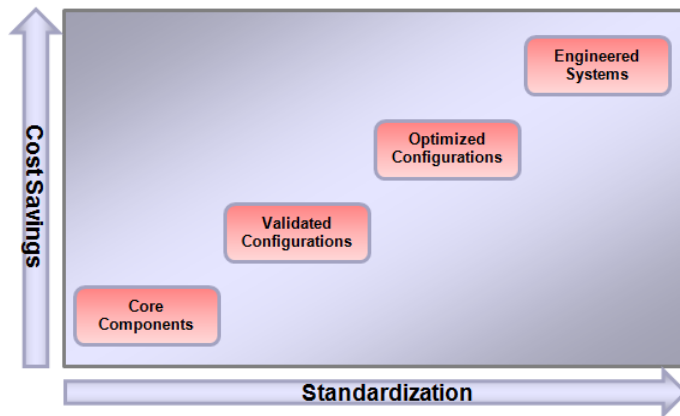 Engineered
Systems
Optimized
Configurations
Validated
Configurations
Core
Components
Cost Savings
Standardization